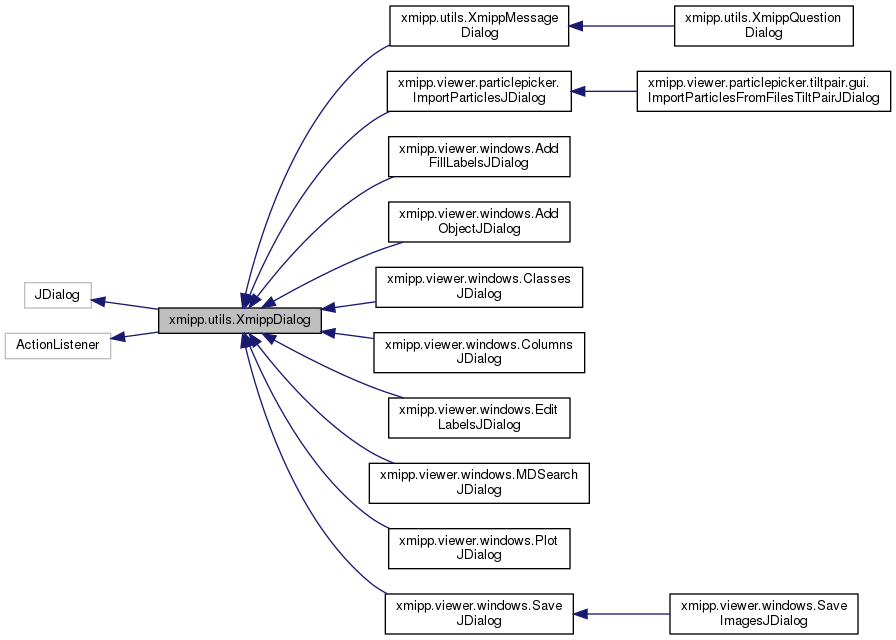 xmipp.utils.XmippMessage
Dialog
xmipp.utils.XmippQuestion
Dialog
xmipp.viewer.particlepicker.
ImportParticlesJDialog
xmipp.viewer.particlepicker.tiltpair.gui.
ImportParticlesFromFilesTiltPairJDialog
xmipp.viewer.windows.Add
FillLabelsJDialog
xmipp.viewer.windows.Add
ObjectJDialog
xmipp.viewer.windows.Classes
JDialog
JDialog
xmipp.utils.XmippDialog
ActionListener
xmipp.viewer.windows.Columns
JDialog
xmipp.viewer.windows.Edit
LabelsJDialog
xmipp.viewer.windows.MDSearch
JDialog
xmipp.viewer.windows.Plot
JDialog
xmipp.viewer.windows.Save
JDialog
xmipp.viewer.windows.Save
ImagesJDialog